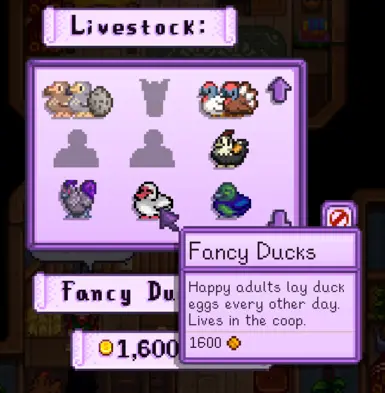 Livestock:
Fancy Ducks
Happy adults lay duck
eggs every other day.
Lives in the coop.
1600
Fancy Du
1,600